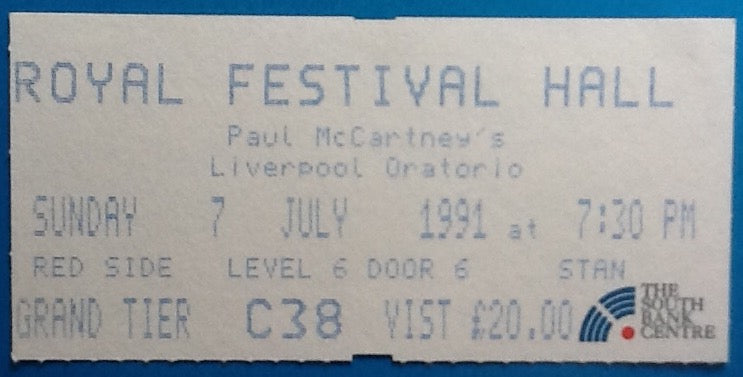 ROYAL FESTIVAL HALL
Paul McCartney's
Liverpool Oratorio
SUNDAY 7 JULY 1991 at 7:30 PM
RED SIDE LEVEL 6 DOOR 6 STAN
GRAND TIER C38 VIST £20.00
THE
SOUTH
BANK
CENTRE